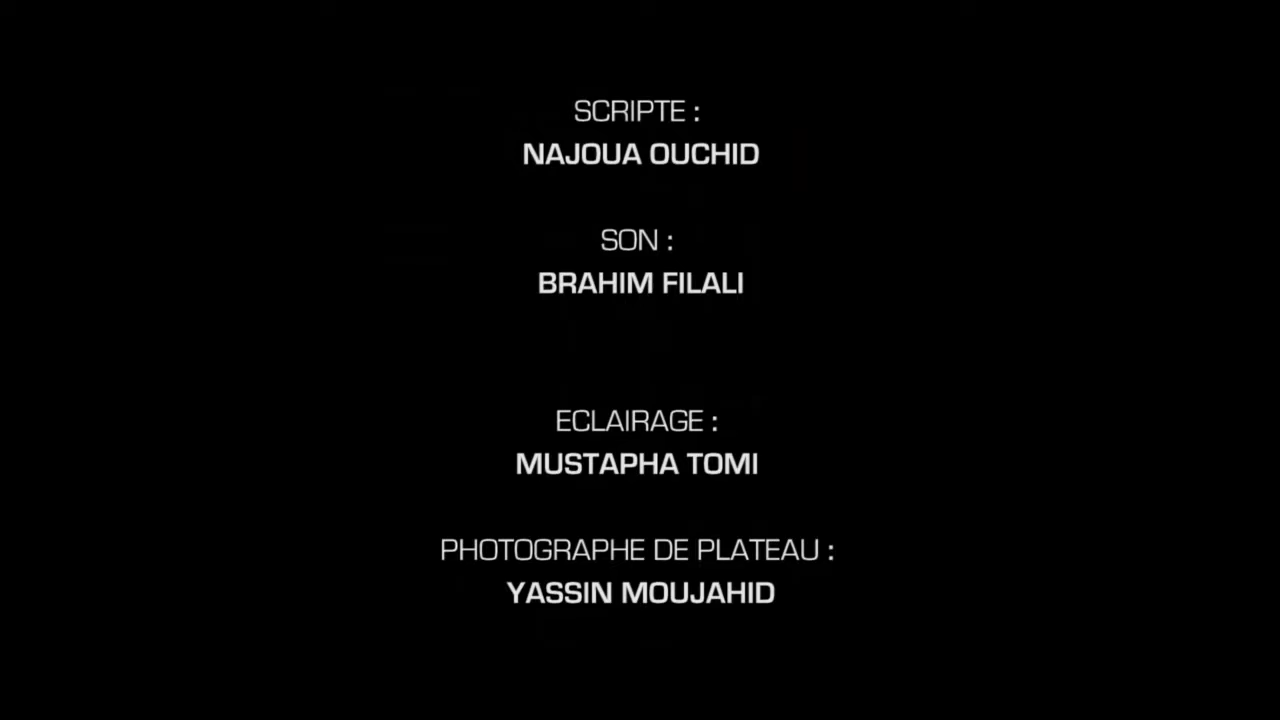 SCRIPTE :
NAJOUA OUCHID
SON :
BRAHIM FILALI
ECLAIRAGE :
MUSTAPHA TOMI
PHOTOGRAPHE DE PLATEAU :
YASSIN MOUJAHID